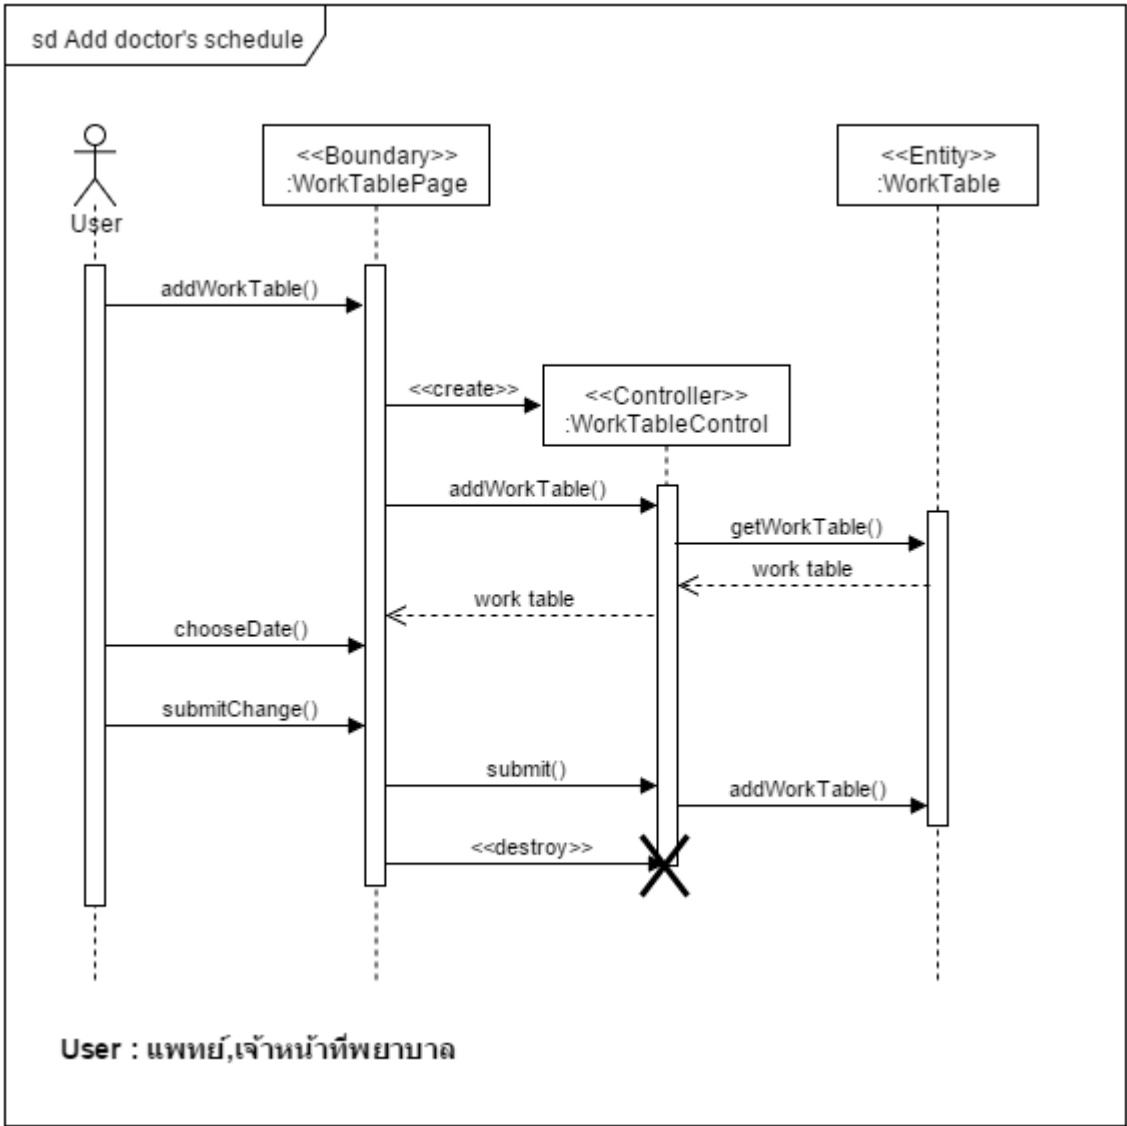 sd Add doctor's schedule
<<Boundary>>
:WorkTablePage
<<Entity>>
:WorkTable
User
addWorkTable()
<<create>>
<<Controller>>
:WorkTableControl
addWorkTable()
getWorkTable()
work table
work table
chooseDate()
submitChange()
submit()
addWorkTable()
<<destroy>>
User : แพทย์,เจ้าหน้าที่พยาบาล